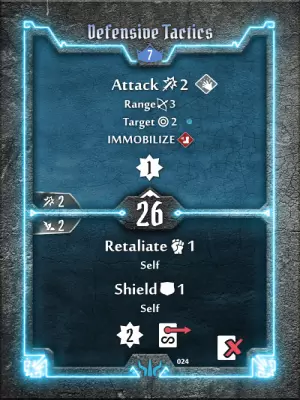 Defensive Tactics
7
Attack 2
Range 3
Target 2
IMMOBILIZE
1
2
26
2
Retaliate 1
Self
Shield 1
Self
2
024